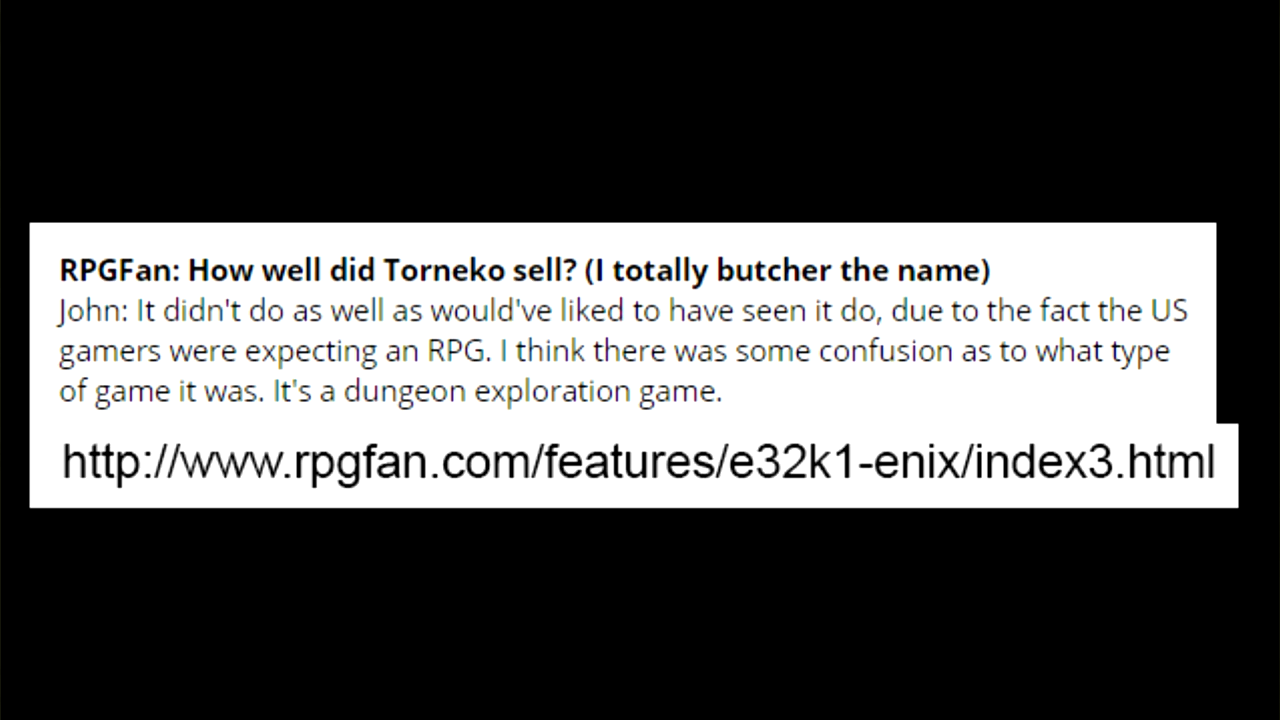 RPGFan: How well did Torneko sell? (I totally butcher the name)
John: It didn't do as well as would've liked to have seen it do, due to the fact the US
gamers were expecting an RPG. I think there was some confusion as to what type
of game it was. It's a dungeon exploration game.
http://www.rpgfan.com/features/e32k1-enix/index3.html